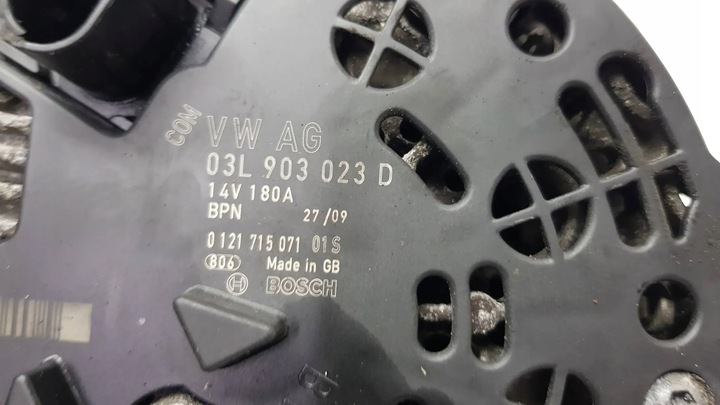 COM
VW AG
03L 903 023 D
14V 180A
BPN 27/09
0 121 715 071 01S
806 Made in GB
BOSCH
B